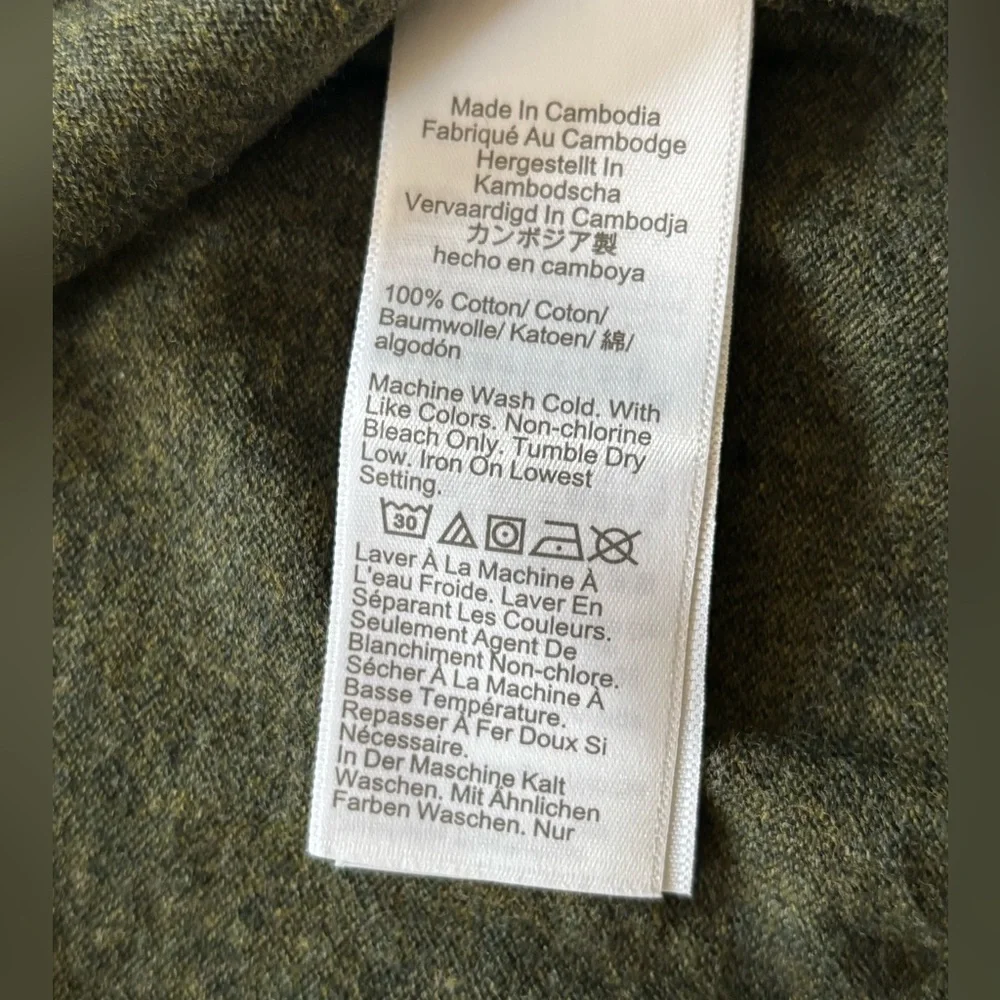 Made In Cambodia
Fabriqué Au Cambodge
Hergestellt In
Kambodscha
Vervaardigd In Cambodja
カンボジア製
hecho en camboya
100% Cotton/ Coton/
Baumwolle/ Katoen/ 綿/
algodón
Machine Wash Cold. With
Like Colors. Non-chlorine
Bleach Only. Tumble Dry
Low. Iron On Lowest
Setting.
30
Laver À La Machine À
L'eau Froide. Laver En
Séparant Les Couleurs.
Seulement Agent De
Blanchiment Non-chlore.
Sécher À La Machine À
Basse Température.
Repasser À Fer Doux Si
Nécessaire.
In Der Maschine Kalt
Waschen. Mit Ähnlichen
Farben Waschen. Nur